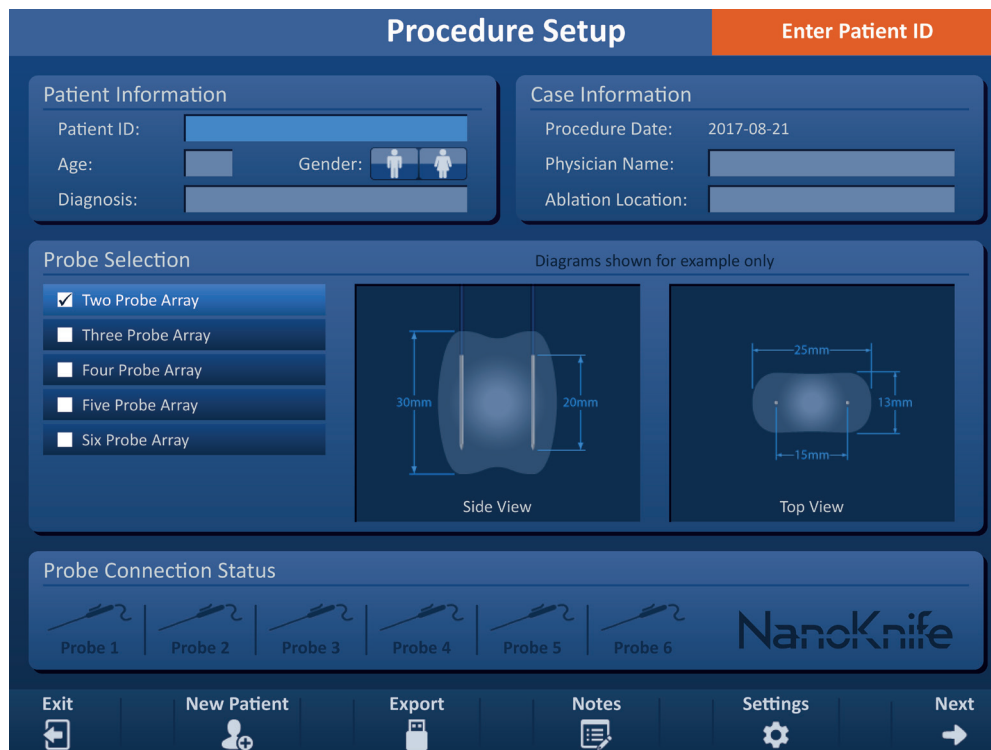 Procedure Setup
Enter Patient ID
Patient Information
Patient ID:
Age:
Gender:
Diagnosis:
Case Information
Procedure Date: 2017-08-21
Physician Name:
Ablation Location:
Probe Selection
Diagrams shown for example only
Two Probe Array
Three Probe Array
Four Probe Array
Five Probe Array
Six Probe Array
30mm
20mm
Side View
25mm
13mm
15mm
Top View
Probe Connection Status
Probe 1
Probe 2
Probe 3
Probe 4
Probe 5
Probe 6
NanoKnife
Exit
New Patient
Export
Notes
Settings
Next